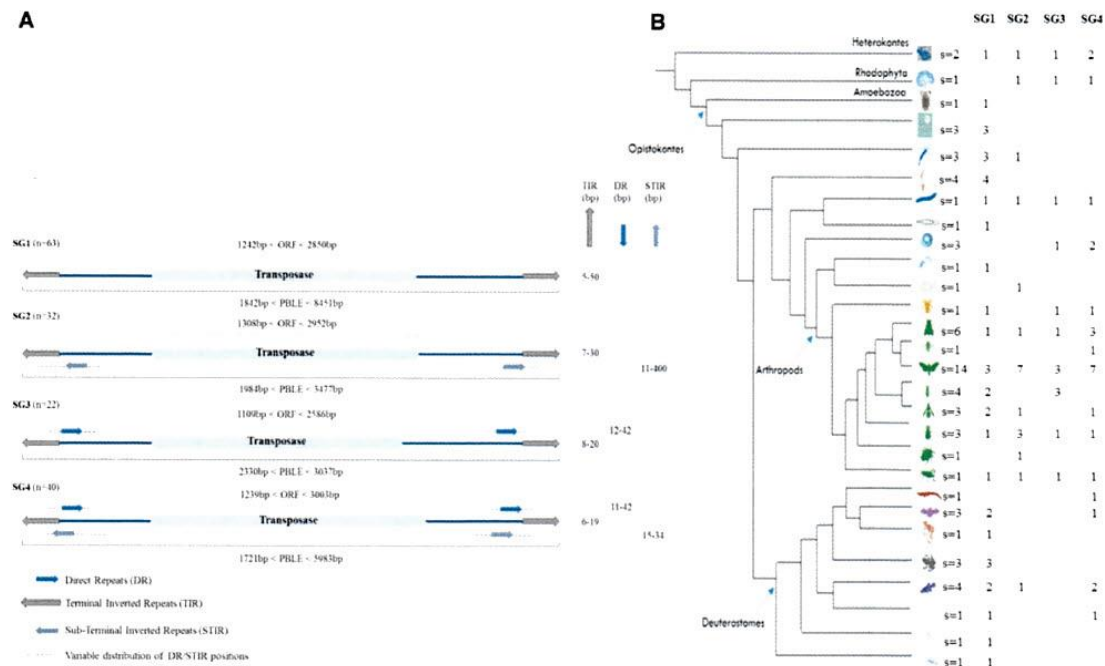 A
TIR DR STIR
(bp) (bp) (bp)
SG1 (n=63)
1242bp < ORF < 2850bp
Transposase
1842bp < PBLE < 8451bp
5-50
SG2 (n=32)
1308bp < ORF < 2952bp
Transposase
1984bp < PBLE < 3477bp
7-30
11-400
SG3 (n=22)
1109bp < ORF < 2586bp
Transposase
2330bp < PBLE < 3037bp
8-20
12-42
SG4 (n=40)
1239bp < ORF < 3003bp
Transposase
1721bp < PBLE < 5983bp
6-19
11-42
15-34
Direct Repeats (DR)
Terminal Inverted Repeats (TIR)
Sub-Terminal Inverted Repeats (STIR)
Variable distribution of DR/STIR positions
B
SG1 SG2 SG3 SG4
Heterokontes s=2 1 1 1 2
Rhodophyta s=1 1 1 1
Amoebozoa s=1 1
s=3 3
Opistokontes
s=3 3 1
s=4 4
s=1 1 1 1 1
s=1 1
s=3 1 2
s=1 1
s=1 1
s=1 1 1 1
s=6 1 1 1 3
s=1 1
Arthropods
s=14 3 7 3 7
s=4 2 3
s=3 2 1 1
s=3 1 3 1 1
s=1 1
s=1 1 1 1 1
s=1 1
s=3 2 1
s=1 1
s=3 3
s=4 2 1 2
Deuterostomes
s=1 1 1
s=1 1
s=1 1